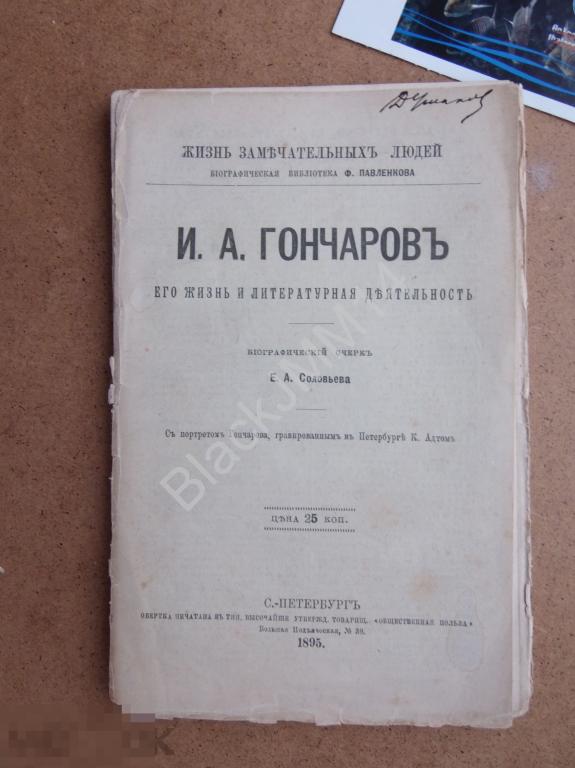 ЖИЗНЬ ЗАМѢЧАТЕЛЬНЫХЪ ЛЮДЕЙ
БІОГРАФИЧЕСКАЯ БИБЛІОТЕКА Ф. ПАВЛЕНКОВА
И. А. ГОНЧАРОВЪ
ЕГО ЖИЗНЬ И ЛИТЕРАТУРНАЯ ДѢЯТЕЛЬНОСТЬ
БІОГРАФИЧЕСКІЙ ОЧЕРКЪ
Е. А. Соловьева
Съ портретомъ Гончарова, гравированнымъ въ Петербургѣ К. Адтомъ
ЦѢНА 25 КОП.
С.-ПЕТЕРБУРГЪ
ОБЕРТКА ПЕЧАТАНА ВЪ ТИП. ВЫСОЧАЙШЕ УТВЕРЖД. ТОВАРИЩ. «ОБЩЕСТВЕННАЯ ПОЛЬЗА»
Большая Подъяческая, № 39.
1895.